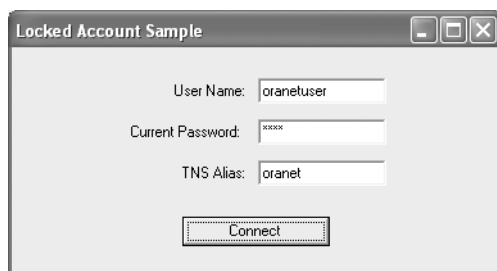 Locked Account Sample
User Name: oranetuser
Current Password: ****
TNS Alias: oranet
Connect